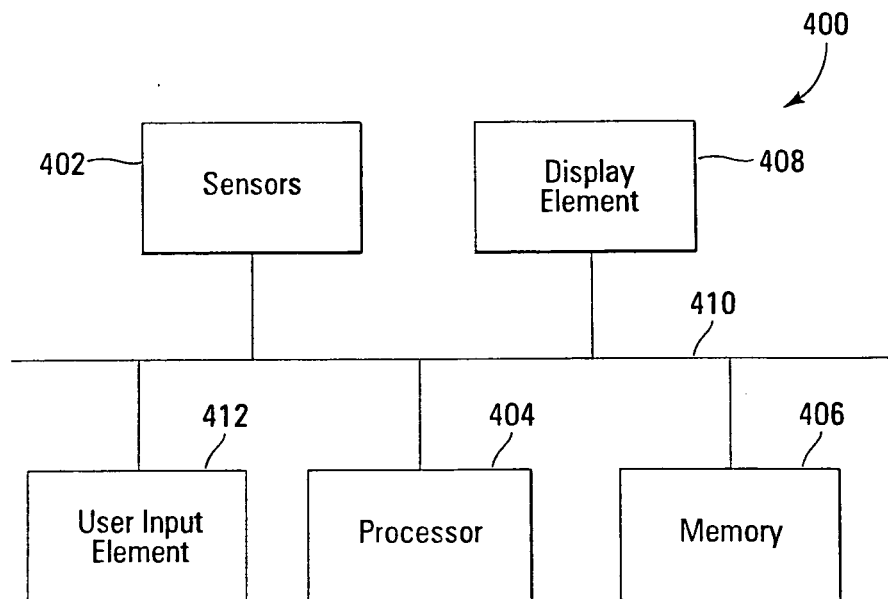 400
402
Sensors
Display
Element
408
410
412
404
406
User Input
Element
Processor
Memory